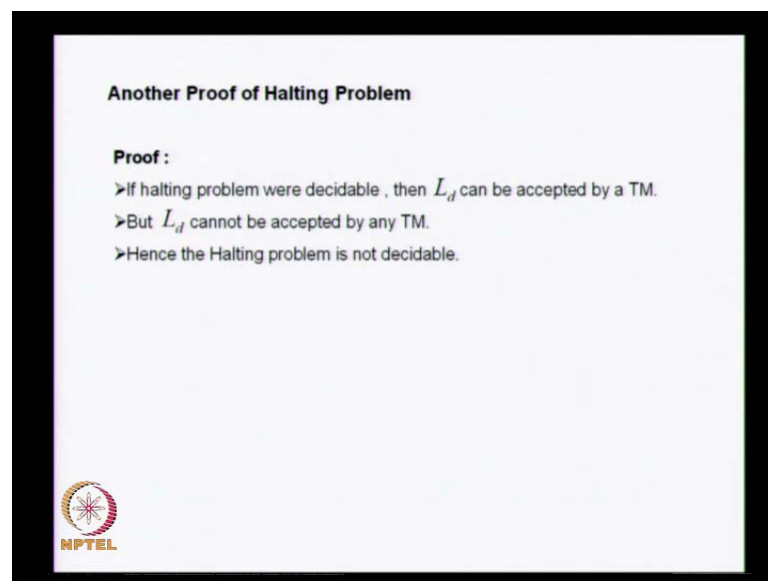 Another Proof of Halting Problem
Proof :
➢If halting problem were decidable , then L_d can be accepted by a TM.
➢But L_d cannot be accepted by any TM.
➢Hence the Halting problem is not decidable.
NPTEL